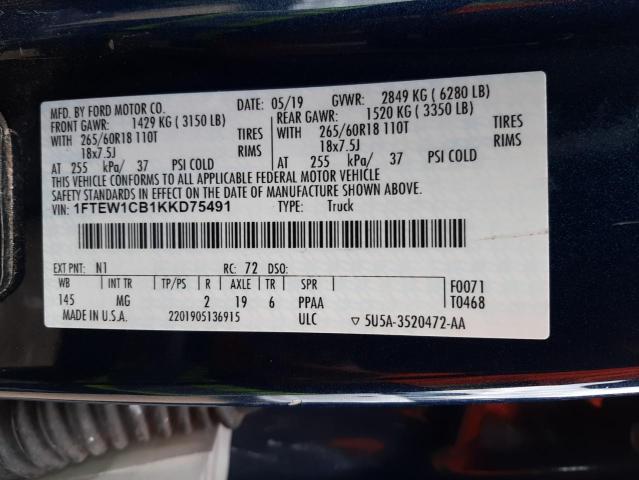 MFD. BY FORD MOTOR CO. DATE: 05/19 GVWR: 2849 KG ( 6280 LB)
FRONT GAWR: 1429 KG ( 3150 LB) REAR GAWR: 1520 KG ( 3350 LB)
WITH 265/60R18 110T TIRES WITH 265/60R18 110T TIRES
18x7.5J RIMS 18x7.5J RIMS
AT 255 kPa/ 37 PSI COLD AT 255 kPa/ 37 PSI COLD
THIS VEHICLE CONFORMS TO ALL APPLICABLE FEDERAL MOTOR VEHICLE
SAFETY STANDARDS IN EFFECT ON THE DATE OF MANUFACTURE SHOWN ABOVE.
VIN: 1FTEW1CB1KKD75491 TYPE: Truck
EXT PNT: N1 RC: 72 DSO:
WB INT TR TP/PS R AXLE TR SPR F0071
145 MG 2 19 6 PPAA T0468
MADE IN U.S.A. 2201905136915 ULC ▽ 5U5A-3520472-AA